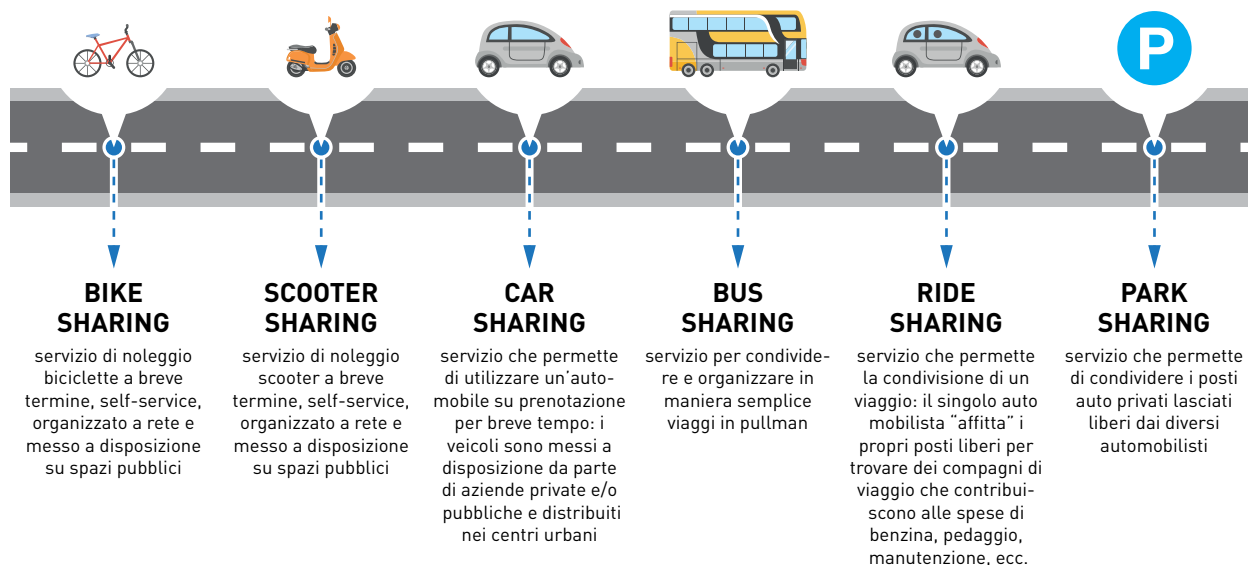 P
BIKE
SHARING
servizio di noleggio
biciclette a breve
termine, self-service,
organizzato a rete e
messo a disposizione
su spazi pubblici
SCOOTER
SHARING
servizio di noleggio
scooter a breve
termine, self-service,
organizzato a rete e
messo a disposizione
su spazi pubblici
CAR
SHARING
servizio che permette
di utilizzare un'auto-
mobile su prenotazione
per breve tempo: i
veicoli sono messi a
disposizione da parte
di aziende private e/o
pubbliche e distribuiti
nei centri urbani
BUS
SHARING
servizio per condivide-
re e organizzare in
maniera semplice
viaggi in pullman
RIDE
SHARING
servizio che permette
la condivisione di un
viaggio: il singolo auto
mobilista “affitta” i
propri posti liberi per
trovare dei compagni di
viaggio che contribui-
scono alle spese di
benzina, pedaggio,
manutenzione, ecc.
PARK
SHARING
servizio che permette
di condividere i posti
auto privati lasciati
liberi dai diversi
automobilisti